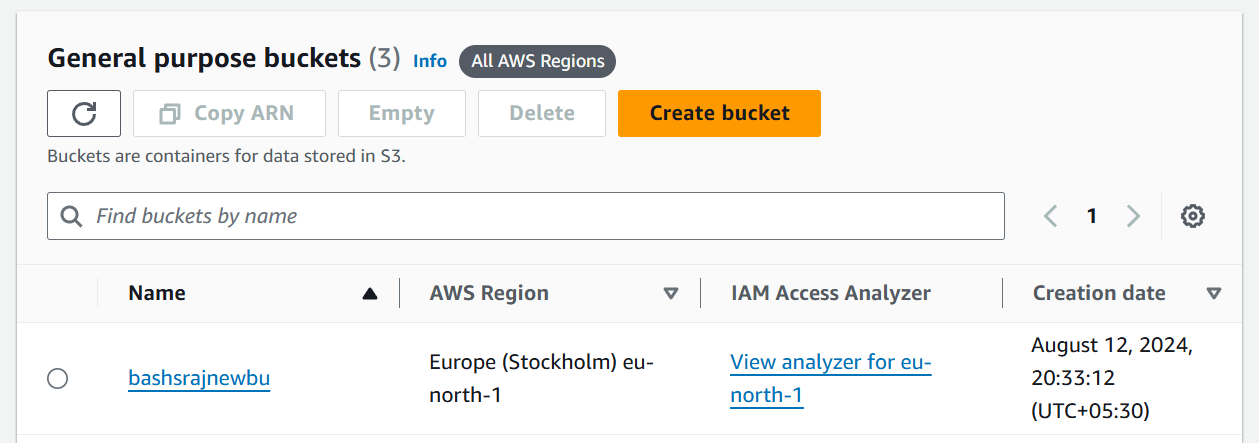 General purpose buckets (3) Info All AWS Regions
Copy ARN Empty Delete Create bucket
Buckets are containers for data stored in S3.
Find buckets by name 1
Name AWS Region IAM Access Analyzer Creation date
bashsrajnewbu
Europe (Stockholm) eu-
north-1
View analyzer for eu-
north-1
August 12, 2024,
20:33:12
(UTC+05:30)